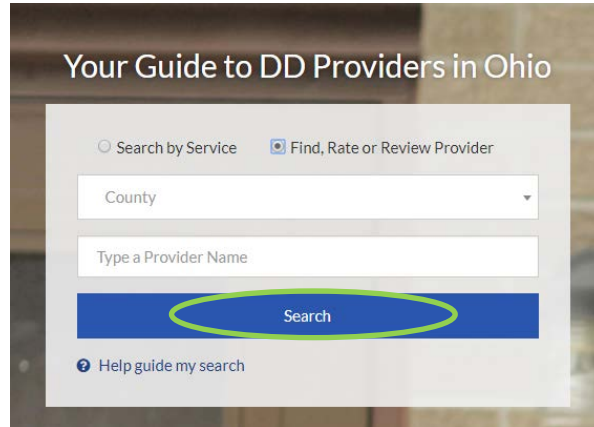 Your Guide to DD Providers in Ohio
Search by Service Find, Rate or Review Provider
County
Type a Provider Name
Search
Help guide my search